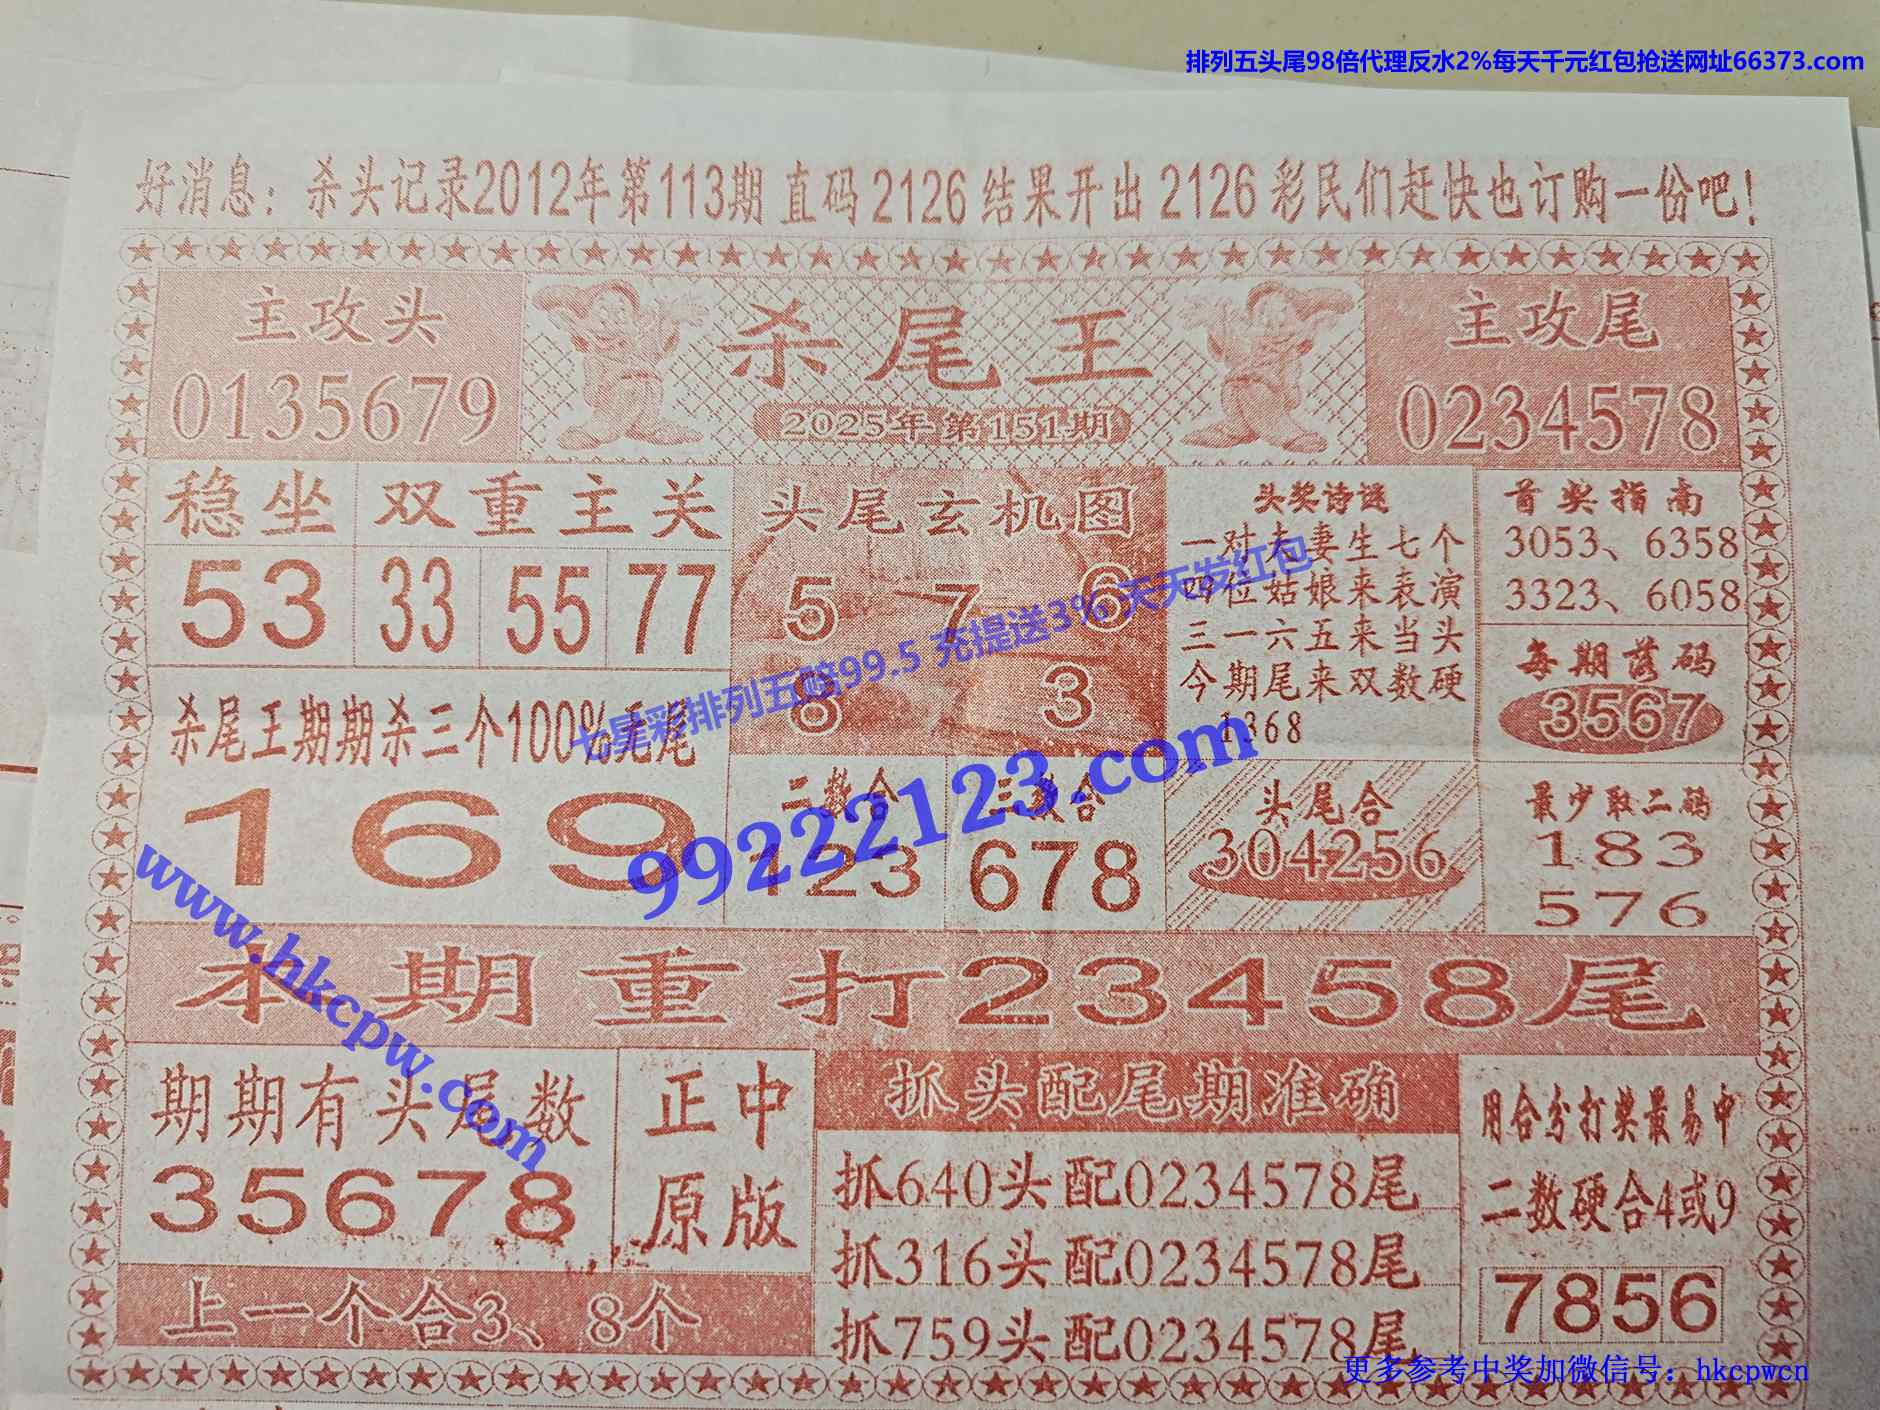 排列五头尾98倍代理反水2%每天千元红包抢送网址66373.com
好消息：杀头记录2012年第113期 直码 2126 结果开出 2126 彩民们赶快也订购一份吧！
主攻头
0135679
杀尾王
2025年第151期
主攻尾
0234578
稳坐
53
双重主关
33 55 77
头尾玄机图
5 7 6
8 3
头奖诗谜
一对夫妻生七个
四位姑娘来表演
三一六五来当头
今期尾来双数硬
1368
首奖指南
3053、6358
3323、6058
每期落码
3567
七星彩排列五赔99.5 充提送3% 天天发红包
杀尾王期期杀三个100%无尾
169
二数合
123
三数合
678
头尾合
304256
最少取二码
183
576
99222123.com
www.hkcpw.com
本期重打23458尾
期期有头尾数
35678
正中
原版
上一个合3、8个
抓头配尾期准确
抓640头配0234578尾
抓316头配0234578尾
抓759头配0234578尾
用合分打奖最易中
二数硬合4或9
7856
更多参考中奖加微信号：hkcpwcn